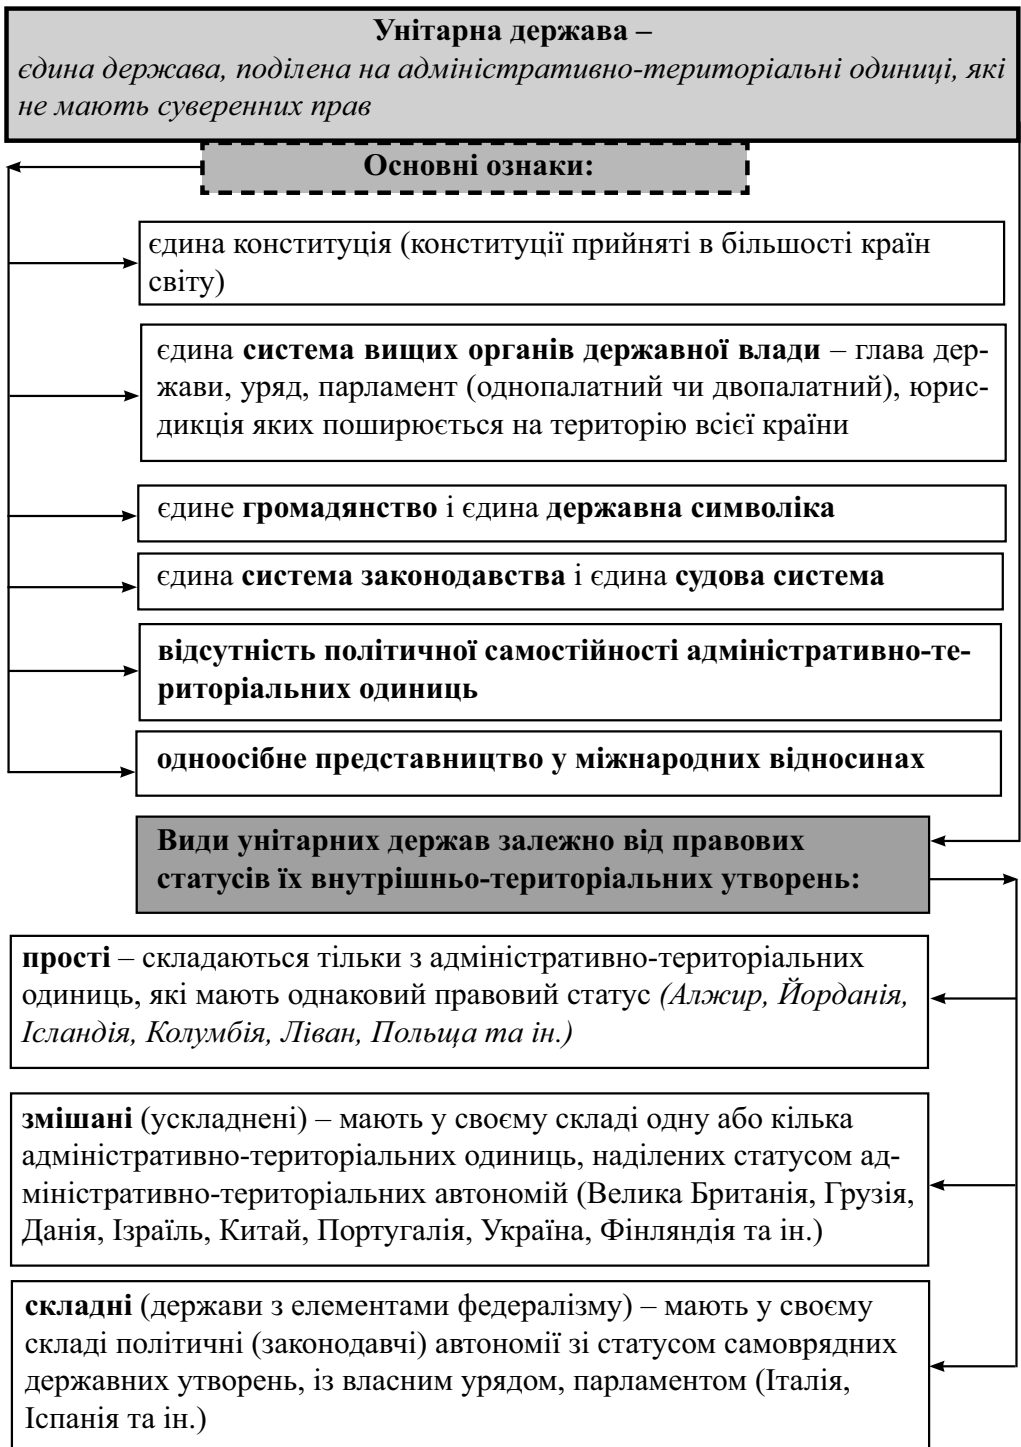 Унітарна держава –
єдина держава, поділена на адміністративно-територіальні одиниці, які
не мають суверенних прав
Основні ознаки:
єдина конституція (конституції прийняті в більшості країн
світу)
єдина система вищих органів державної влади – глава дер-
жави, уряд, парламент (однопалатний чи двопалатний), юрис-
дикція яких поширюється на територію всієї країни
єдине громадянство і єдина державна символіка
єдина система законодавства і єдина судова система
відсутність політичної самостійності адміністративно-те-
риторіальних одиниць
одноосібне представництво у міжнародних відносинах
Види унітарних держав залежно від правових
статусів їх внутрішньо-територіальних утворень:
прості – складаються тільки з адміністративно-територіальних
одиниць, які мають однаковий правовий статус (Алжир, Йорданія,
Ісландія, Колумбія, Ліван, Польща та ін.)
змішані (ускладнені) – мають у своєму складі одну або кілька
адміністративно-територіальних одиниць, наділених статусом ад-
міністративно-територіальних автономій (Велика Британія, Грузія,
Данія, Ізраїль, Китай, Португалія, Україна, Фінляндія та ін.)
складні (держави з елементами федералізму) – мають у своєму
складі політичні (законодавчі) автономії зі статусом самоврядних
державних утворень, із власним урядом, парламентом (Італія,
Іспанія та ін.)